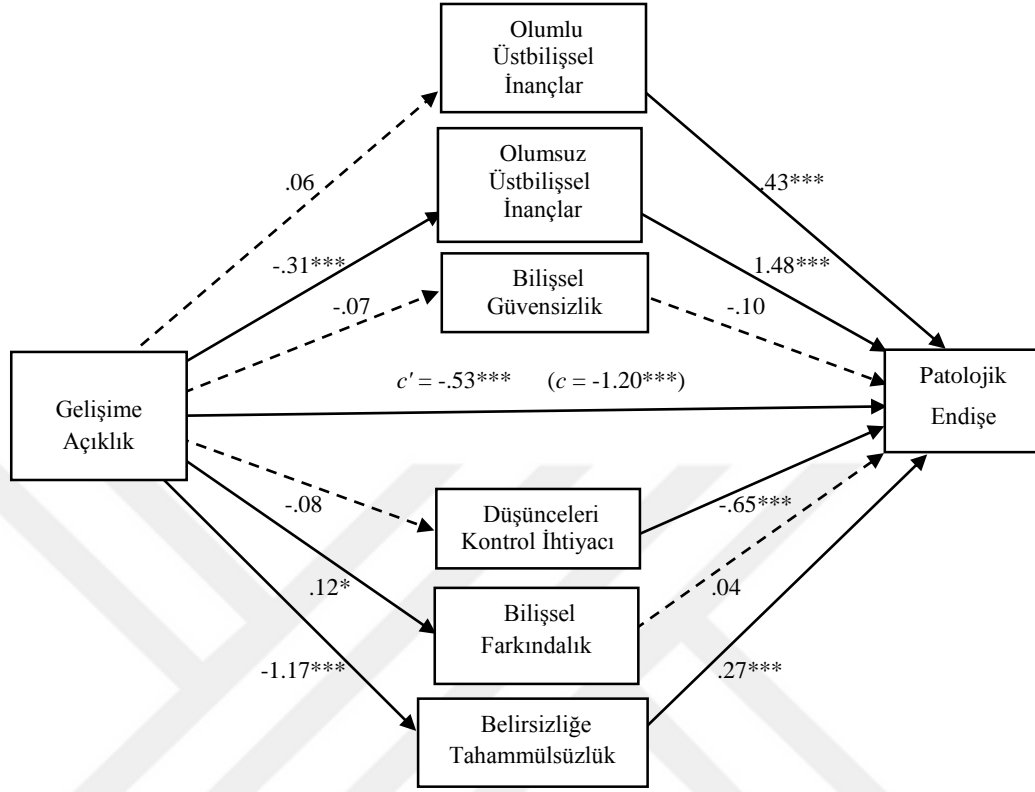 Olumlu
Üstbilişsel
İnançlar
.06
.43***
Olumsuz
Üstbilişsel
İnançlar
-.31***
1.48***
Bilişsel
Güvensizlik
-.07
-.10
Gelişime
Açıklık
c' = -.53*** (c = -1.20***)
Patolojik
Endişe
-.08
Düşünceleri
Kontrol İhtiyacı
-.65***
.12*
Bilişsel
Farkındalık
.04
-1.17***
Belirsizliğe
Tahammülsüzlük
.27***